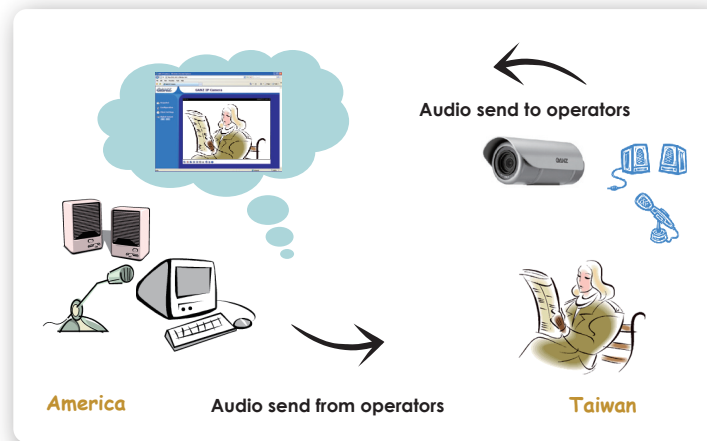 Audio send to operators
America
Audio send from operators
Taiwan